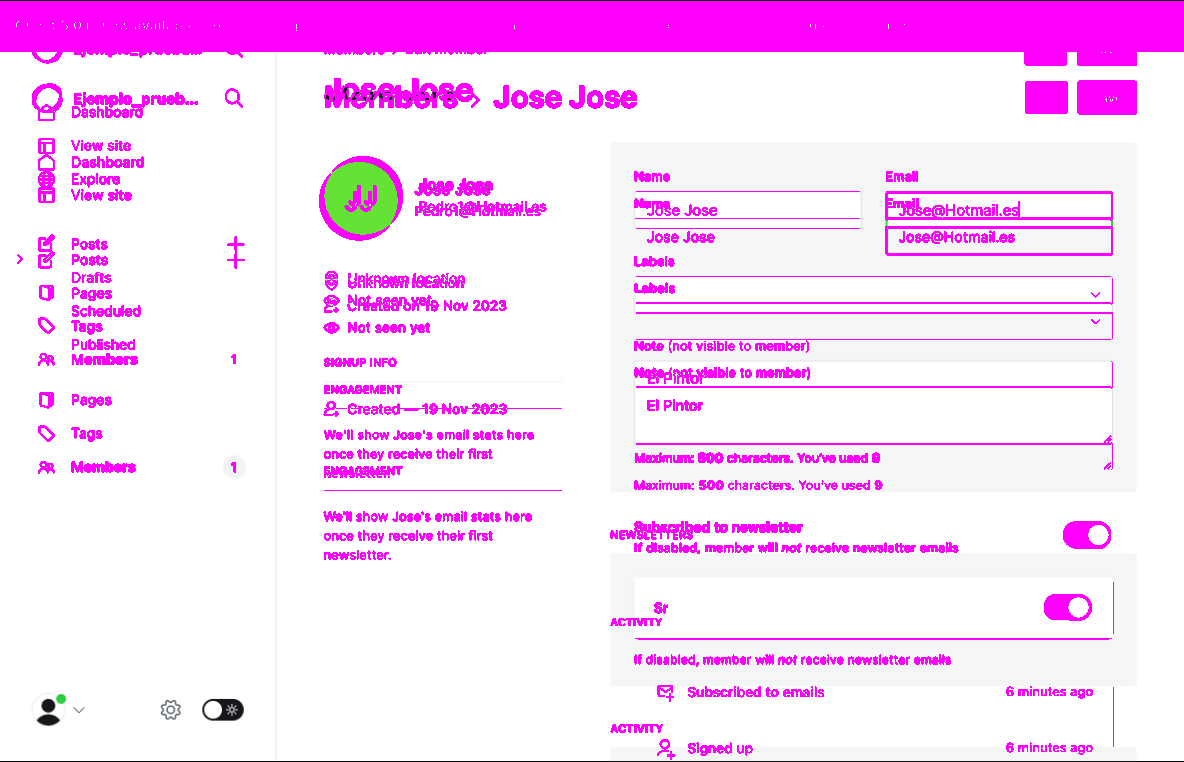 Ejemplo_prueb...
Ejemplo_prueb...
Dashboard
View site
Dashboard
Explore
View site
Posts
Posts
Drafts
Pages
Scheduled
Tags
Published
Members 1
Pages
Tags
Members 1
Members > Edit member
Jose Jose
Members > Jose Jose
JJ
Jose Jose
Jose Jose
Pedro1@Hotmail.es
Pedro1@Hotmail.es
Unknown location
Unknown location
Not seen yet
Created on 19 Nov 2023
Not seen yet
SIGNUP INFO
ENGAGEMENT
Created — 19 Nov 2023
We'll show Jose's email stats here
once they receive their first
newsletter.
ENGAGEMENT
We'll show Jose's email stats here
once they receive their first
newsletter.
Name Email
Name Email
Jose Jose Jose@Hotmail.es
Jose Jose Jose@Hotmail.es
Labels
Labels
Note (not visible to member)
Note (not visible to member)
El Pintor
El Pintor
Maximum: 500 characters. You've used
Maximum: 500 characters. You've used 9
Subscribed to newsletter
NEWSLETTERS
If disabled, member will not receive newsletter emails
Sr
ACTIVITY
If disabled, member will not receive newsletter emails
Subscribed to emails 6 minutes ago
ACTIVITY
Signed up 6 minutes ago